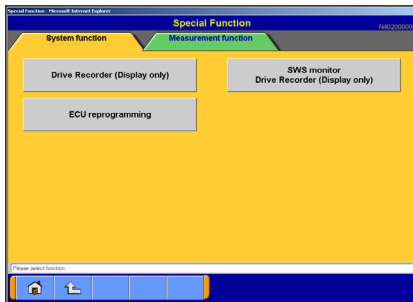 Special Function - Microsoft Internet Explorer
Special Function
System function
Measurement function
Drive Recorder (Display only)
SWS monitor
Drive Recorder (Display only)
ECU reprogramming
Please select function.